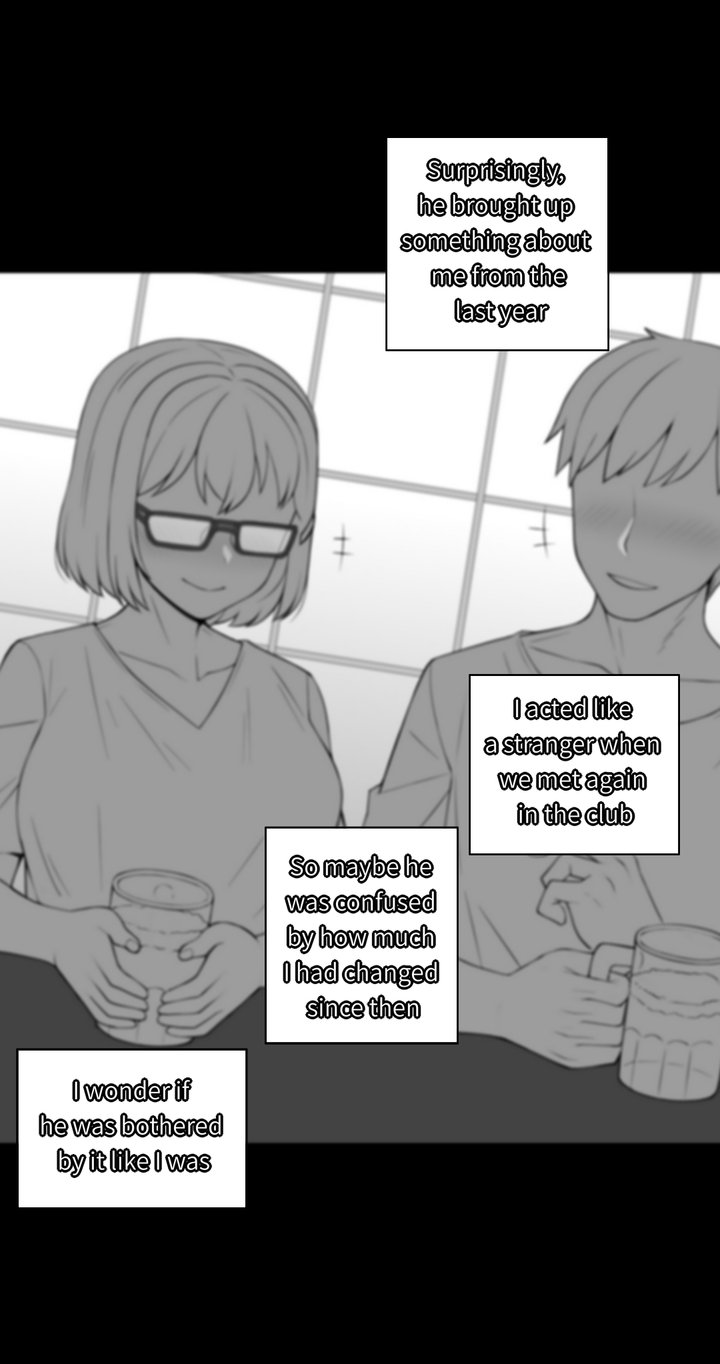 Surprisingly,
he brought up
something about
me from the
last year
I acted like
a stranger when
we met again
in the club
So maybe he
was confused
by how much
I had changed
since then
I wonder if
he was bothered
by it like I was